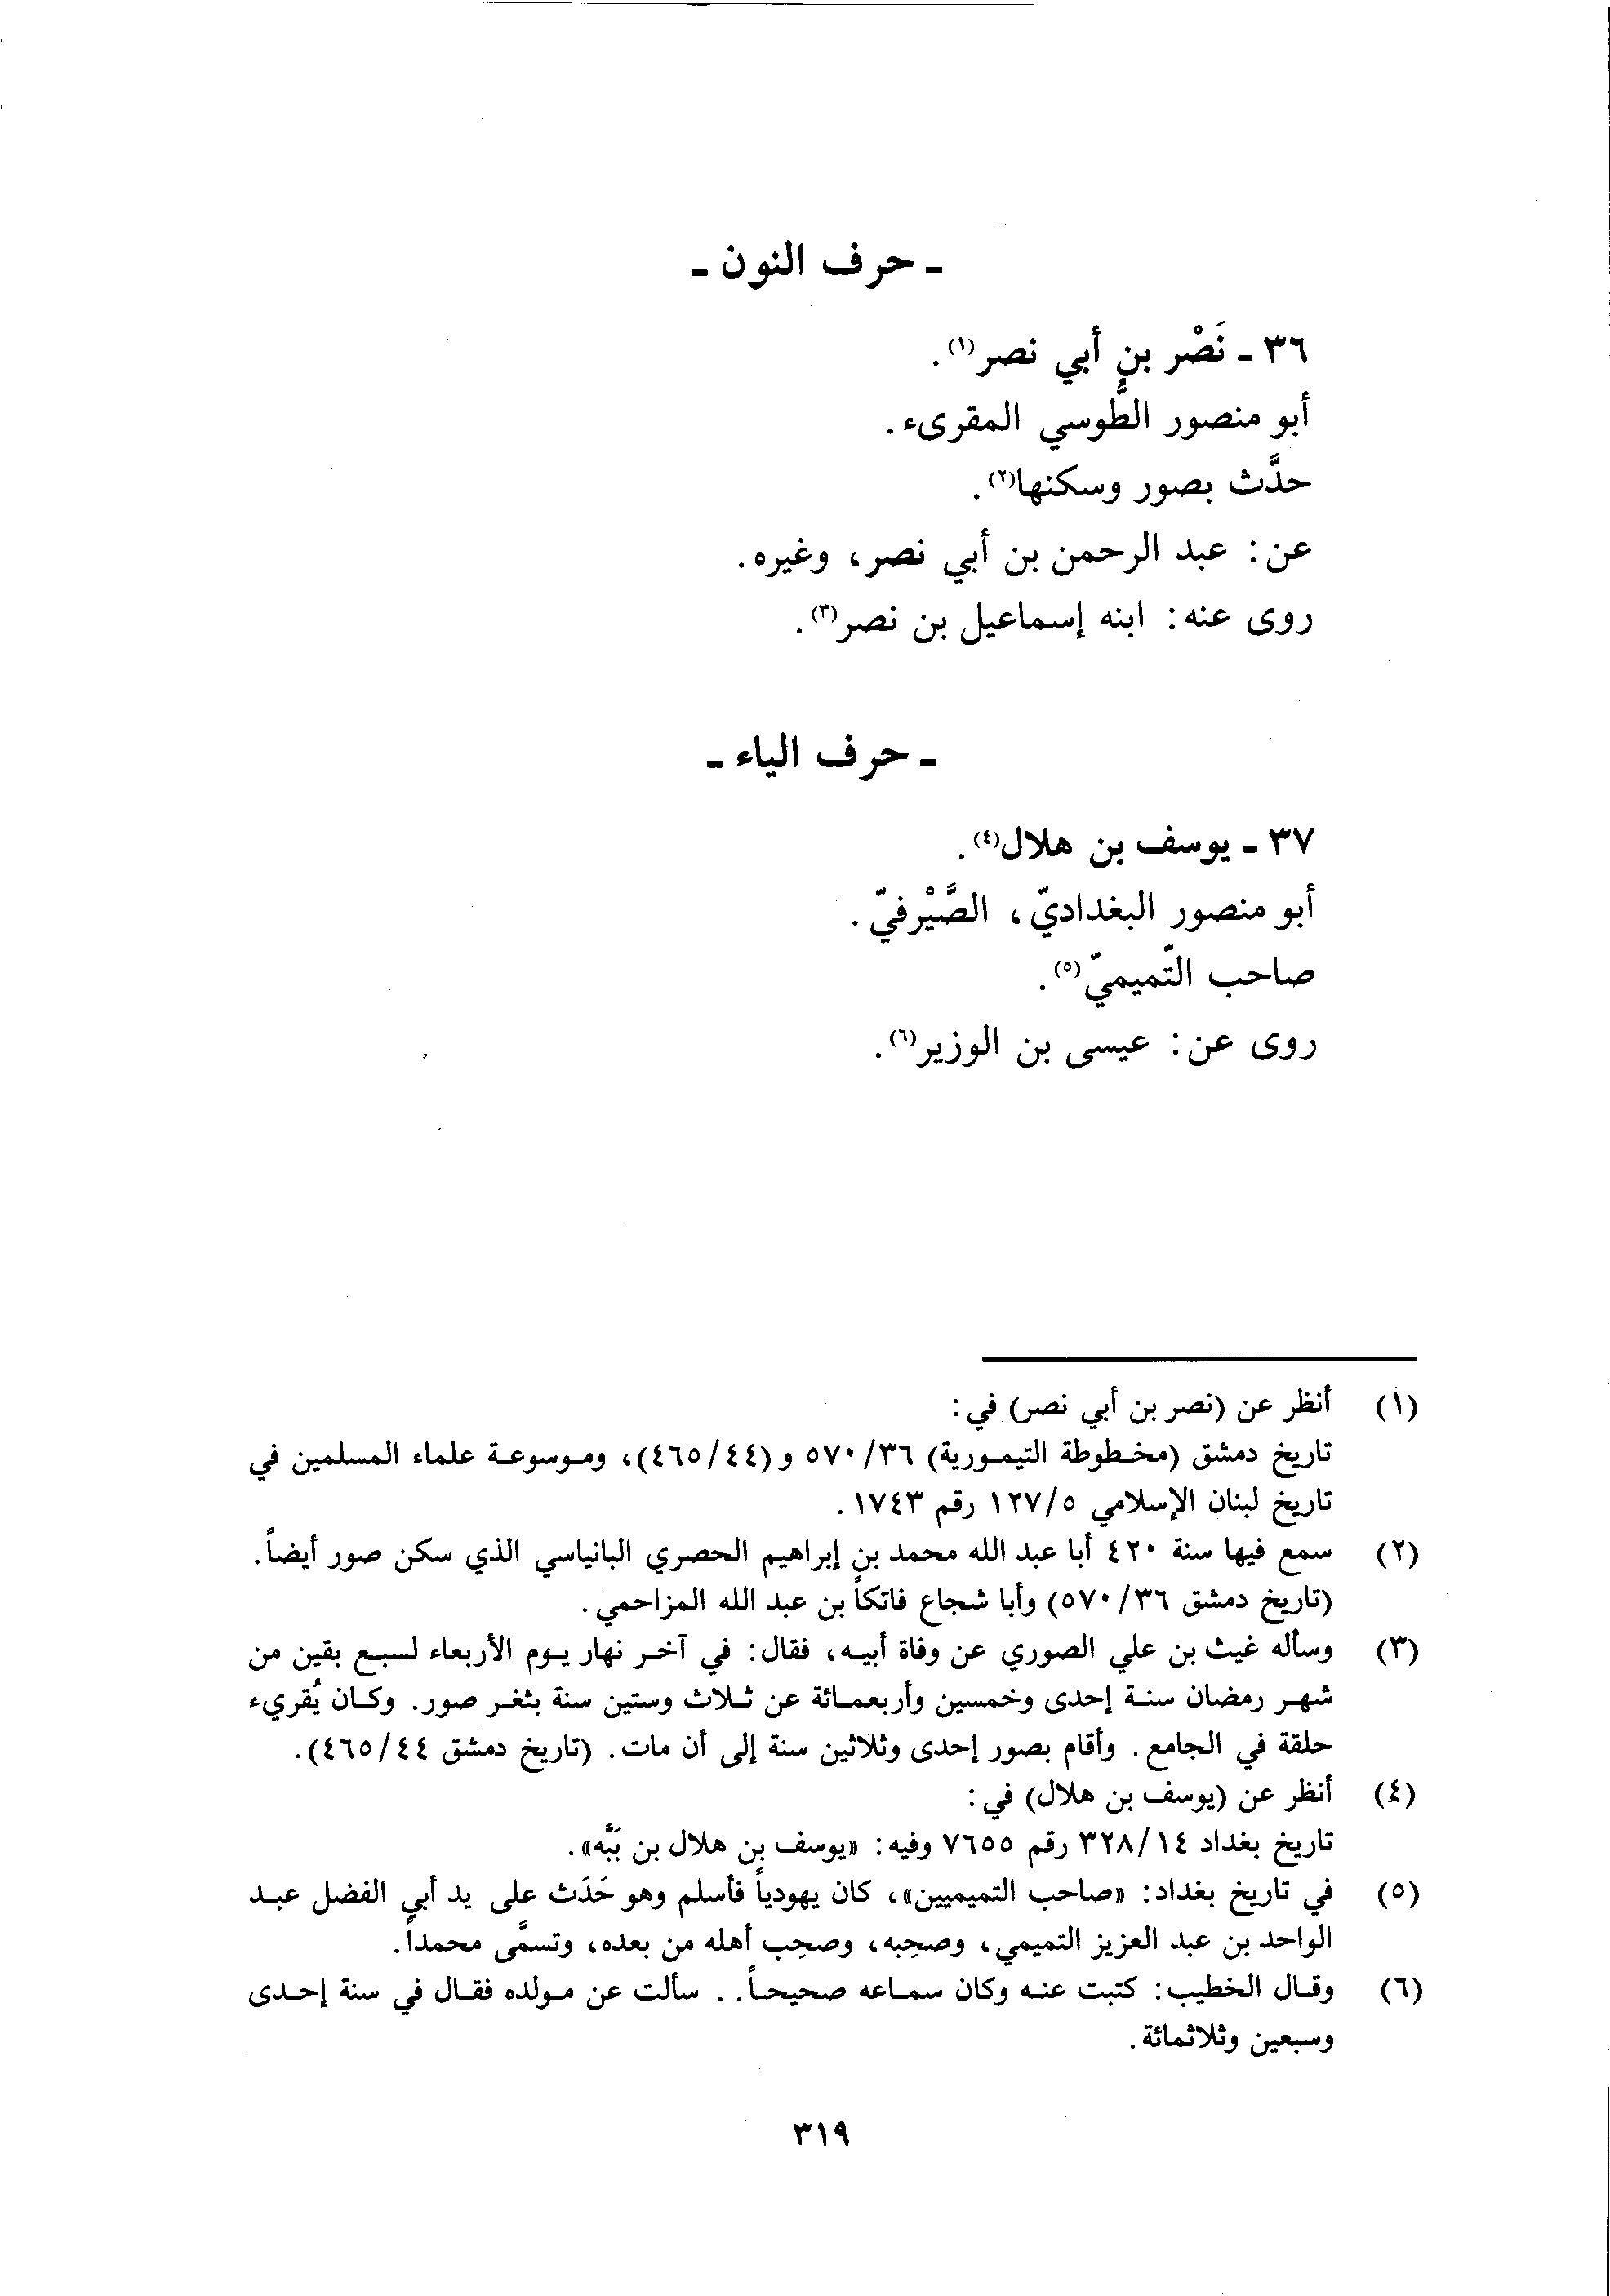 ـ حرف النون ـ
٣٦ ـ نَصْر بن أبي نصر(١).
أبو منصور الطُّوسي المقرىء.
حدَّث بصور وسكنها(٢).
عن: عبد الرحمن بن أبي نصر، وغيره.
روى عنه: ابنه إسماعيل بن نصر(٣).
ـ حرف الياء ـ
٣٧ ـ يوسف بن هلال(٤).
أبو منصور البغداديّ، الصَّيْرفيّ.
صاحب التّميميّ(٥).
روى عن: عيسى بن الوزير(٦).
(١) أنظر عن (نصر بن أبي نصر) في:
تاريخ دمشق (مخطوطة التيمورية) ٣٦/ ٥٧٠ و (٤٤/ ٤٦٥)، وموسوعة علماء المسلمين في
تاريخ لبنان الإسلامي ٥/ ١٢٧ رقم ١٧٤٣.
(٢) سمع فيها سنة ٤٢٠ أبا عبد الله محمد بن إبراهيم الحصري البانياسي الذي سكن صور أيضاً.
(تاريخ دمشق ٣٦/ ٥٧٠) وأبا شجاع فاتكاً بن عبد الله المزاحمي.
(٣) وسأله غيث بن علي الصوري عن وفاة أبيه، فقال: في آخر نهار يوم الأربعاء لسبع بقين من
شهر رمضان سنة إحدى وخمسين وأربعمائة عن ثلاث وستين سنة بثغر صور. وكان يُقريء
حلقة في الجامع. وأقام بصور إحدى وثلاثين سنة إلى أن مات. (تاريخ دمشق ٤٤/ ٤٦٥).
(٤) أنظر عن (يوسف بن هلال) في:
تاريخ بغداد ١٤/ ٣٢٨ رقم ٧٦٥٥ وفيه: «يوسف بن هلال بن بَبَّه».
(٥) في تاريخ بغداد: «صاحب التميميين»، كان يهودياً فأسلم وهو حَدَث على يد أبي الفضل عبد
الواحد بن عبد العزيز التميمي، وصحِبه، وصحِب أهله من بعده، وتسمَّى محمداً.
(٦) وقال الخطيب: كتبت عنه وكان سماعه صحيحاً.. سألت عن مولده فقال في سنة إحدى
وسبعين وثلاثمائة.
٣١٩